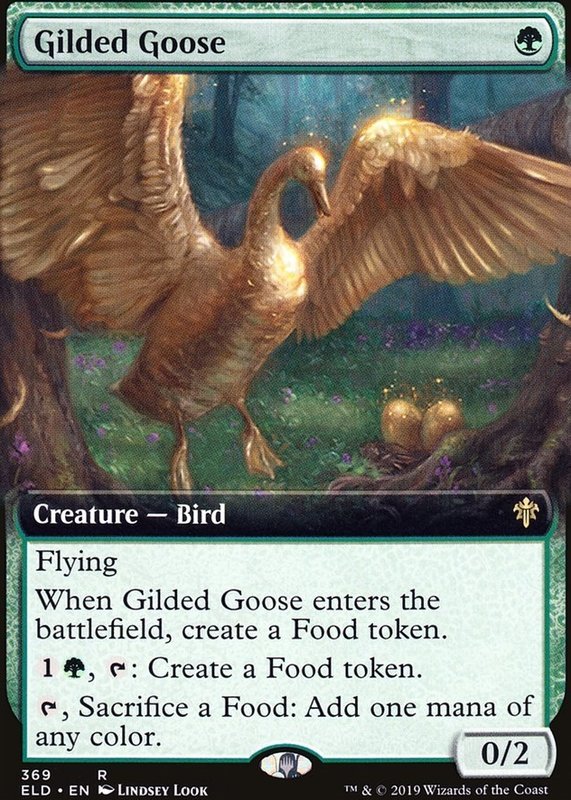 Gilded Goose
Creature — Bird
Flying
When Gilded Goose enters the
battlefield, create a Food token.
1 , : Create a Food token.
, Sacrifice a Food: Add one mana of
any color.
0/2
369 R
ELD • EN Lindsey Look
™ & © 2019 Wizards of the Coast